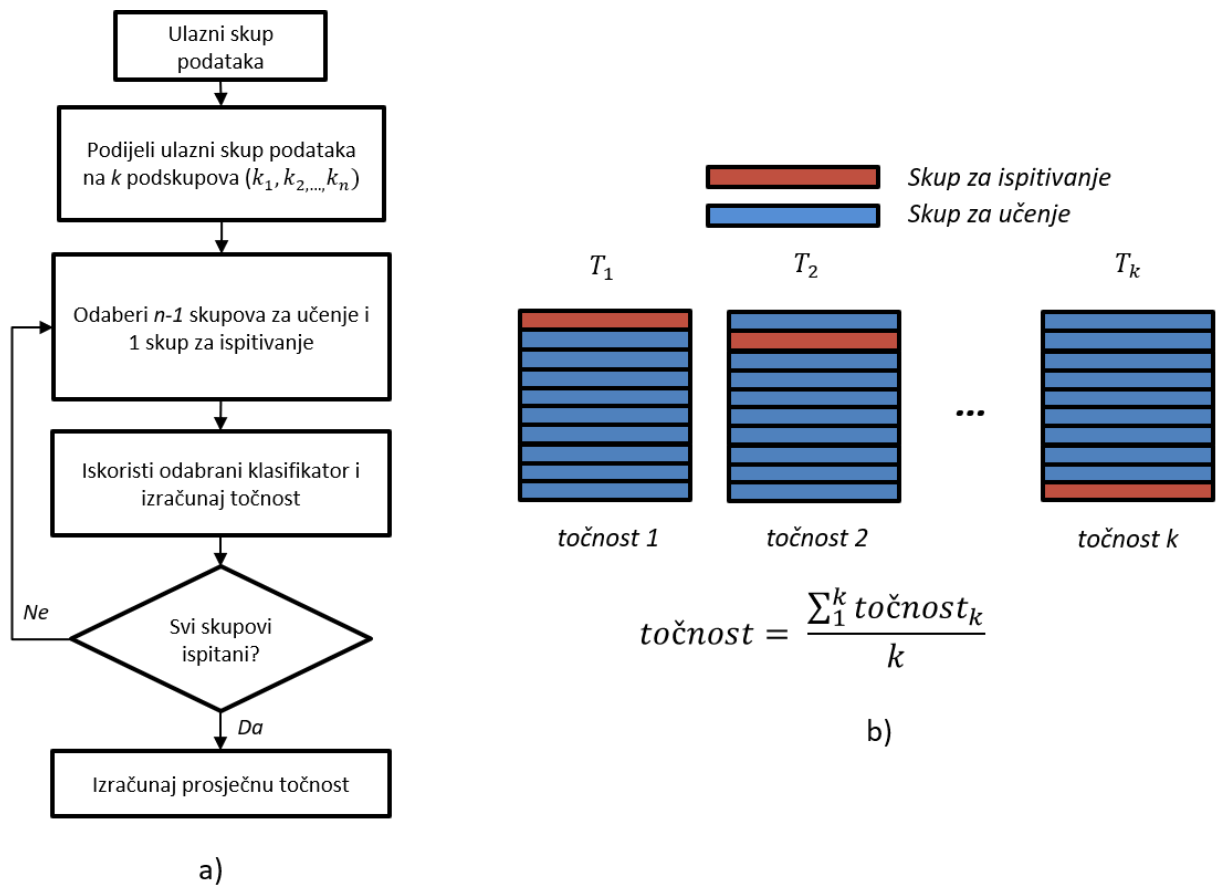 Ulazni skup
podataka
Podijeli ulazni skup podataka
na k podskupova (k₁, k₂,...,kₙ)
Odaberi n-1 skupova za učenje i
1 skup za ispitivanje
Iskoristi odabrani klasifikator i
izračunaj točnost
Ne
Svi skupovi
ispitani?
Da
Izračunaj prosječnu točnost
a)
Skup za ispitivanje
Skup za učenje
T₁ T₂ Tₖ
...
točnost 1 točnost 2 točnost k
točnost = ∑₁ᵏ točnostₖ / k
b)